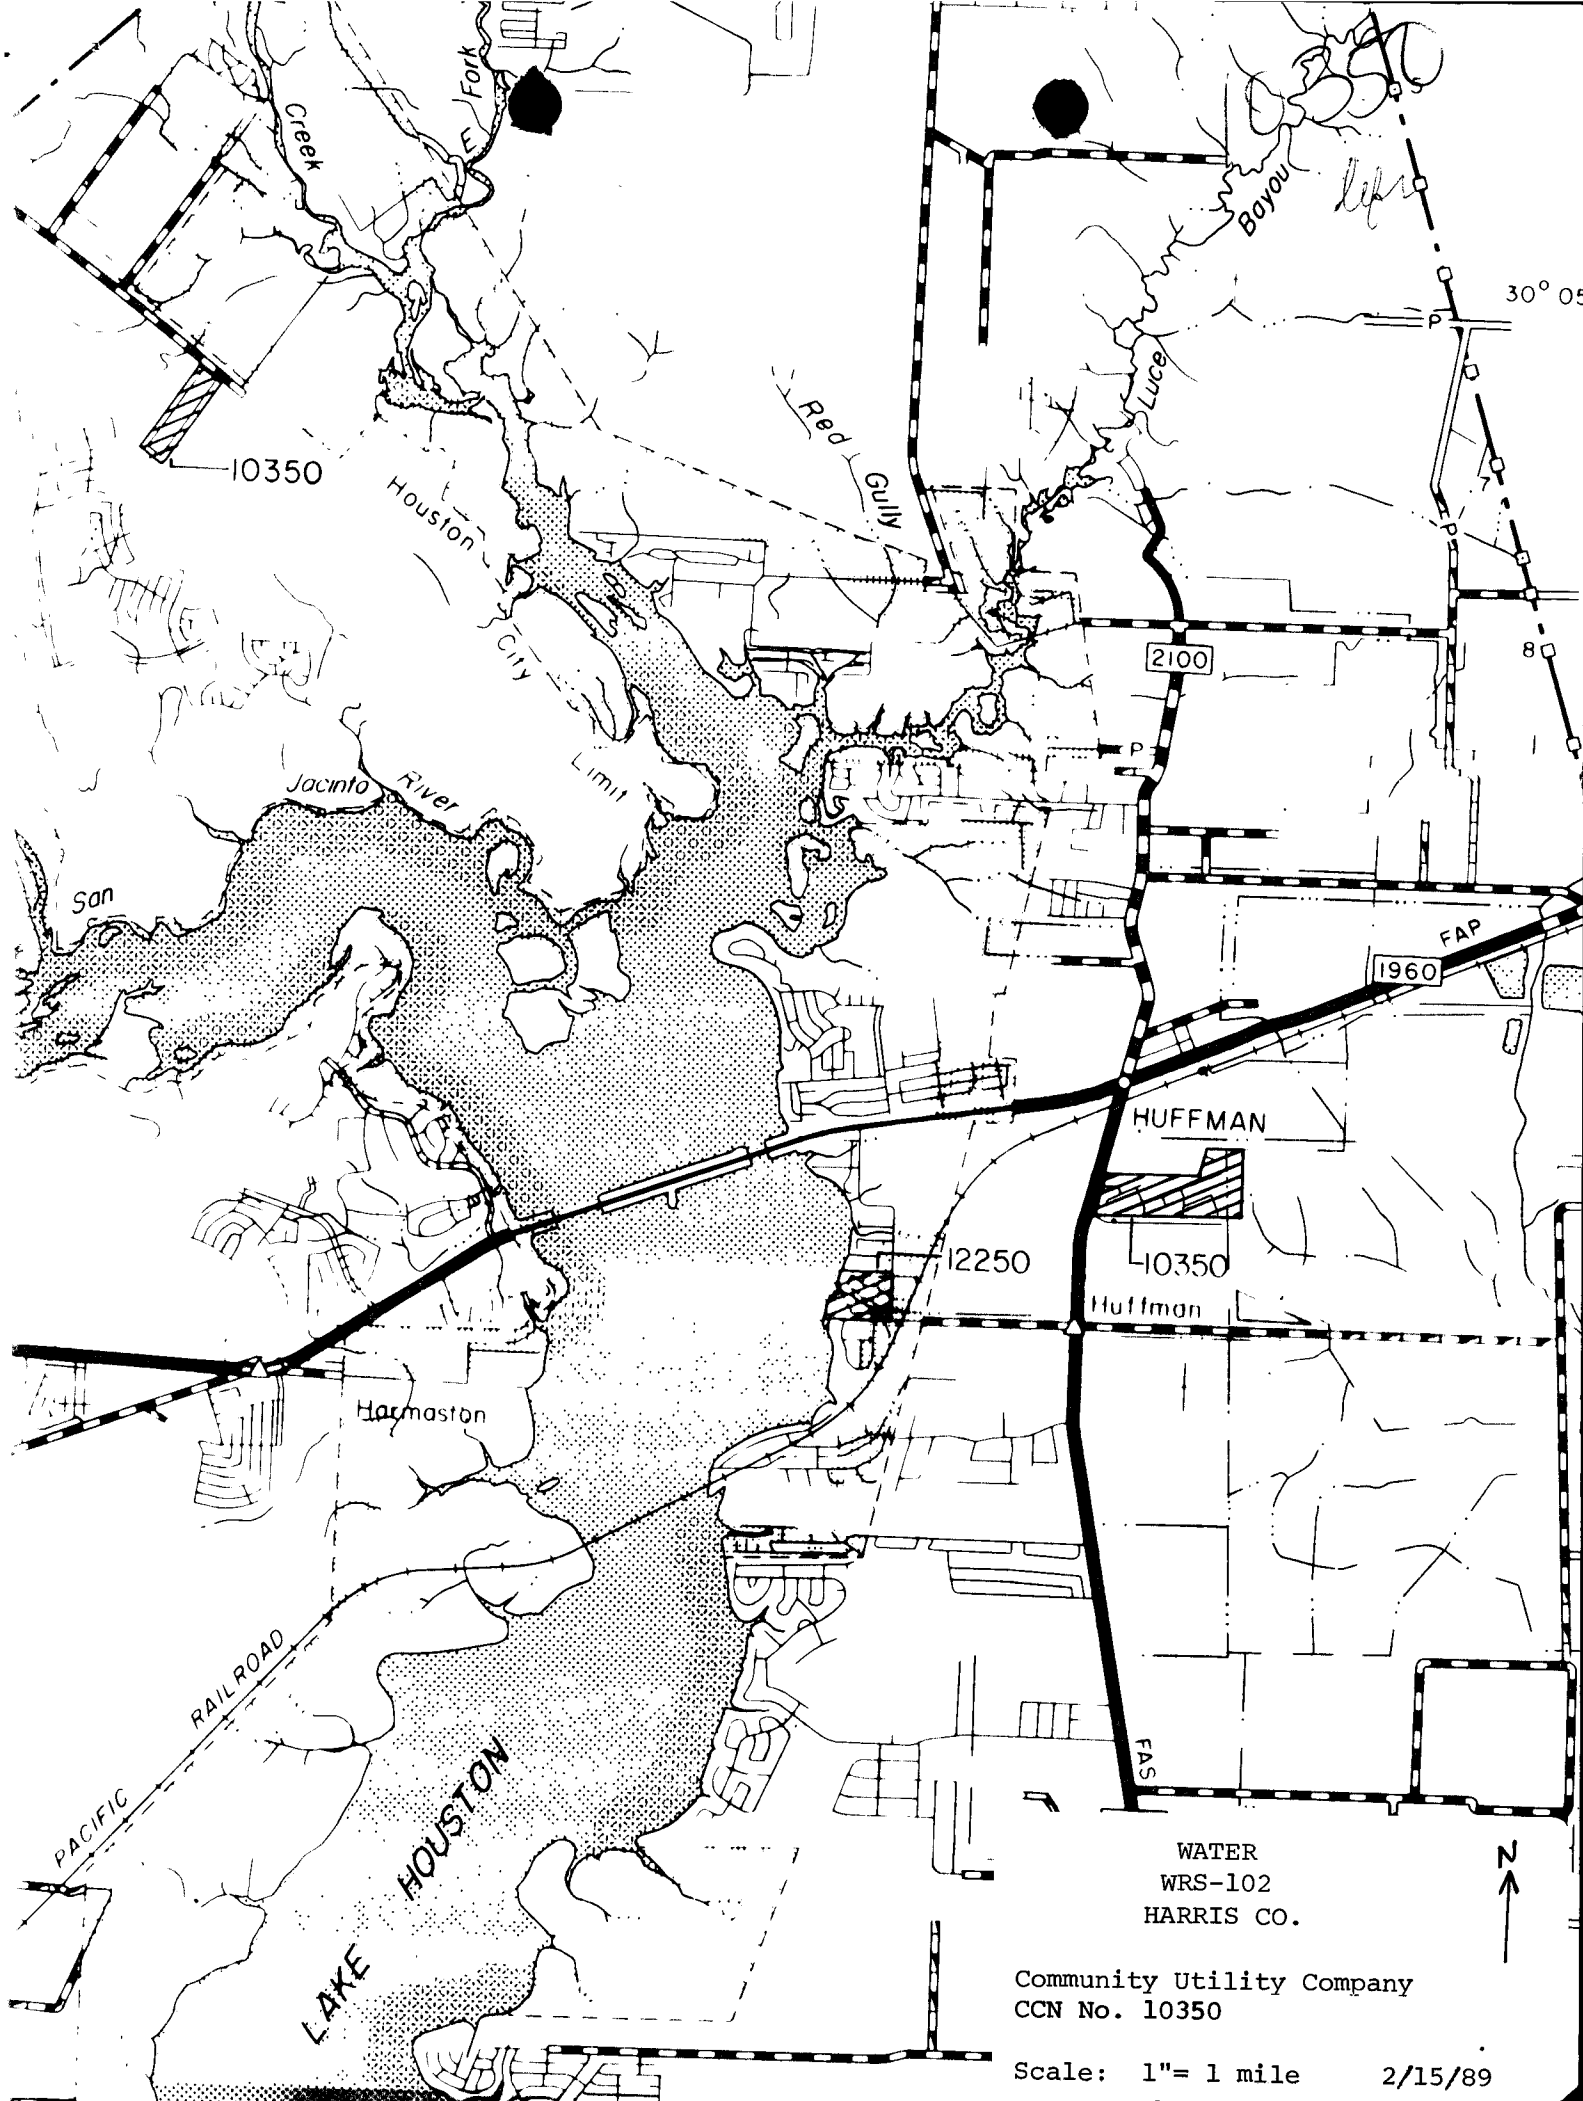 Creek
E Fork
Bayou
30° 05
P
Luce
Red
Gully
10350
Houston
City
Limit
7
P
2100
8
P
Jacinto
River
San
FAP
1960
HUFFMAN
12250
10350
Huffman
Harmaston
RAILROAD
PACIFIC
FAS
LAKE HOUSTON
WATER
WRS-102
HARRIS CO.
N
Community Utility Company
CCN No. 10350
Scale: 1"= 1 mile 2/15/89